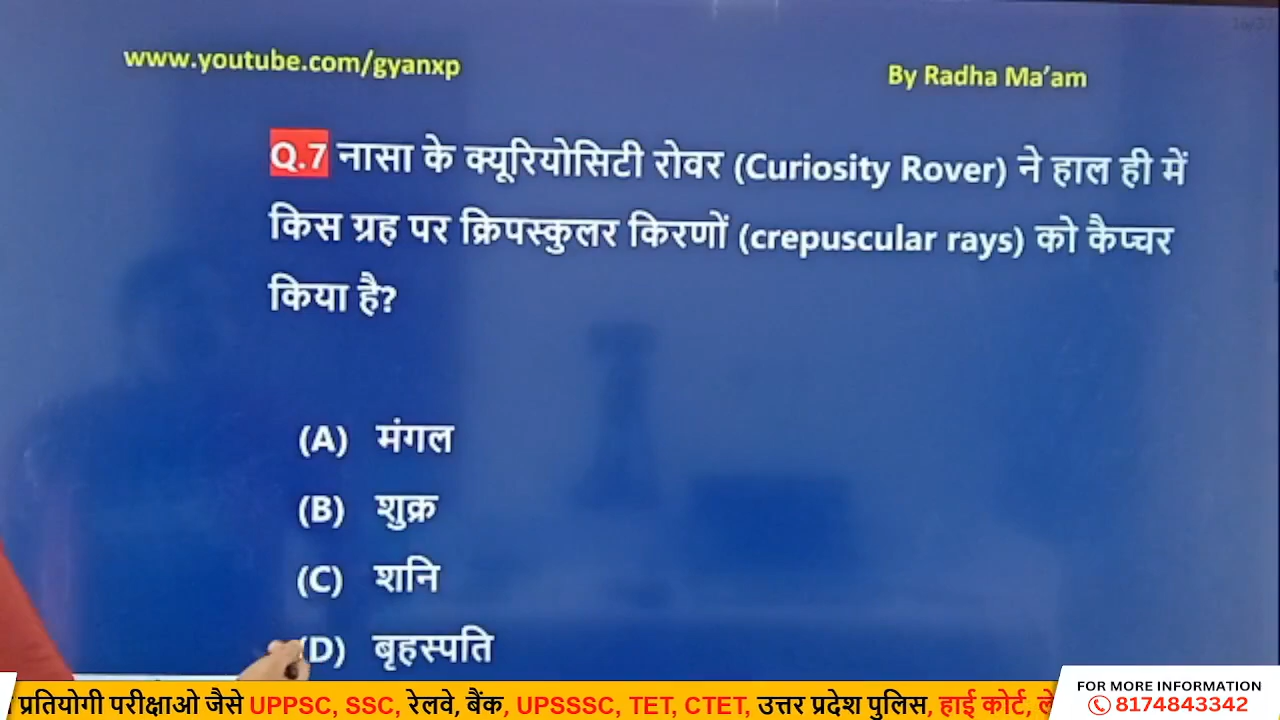 www.youtube.com/gyanxp
By Radha Ma’am
Q.7 नासा के क्यूरियोसिटी रोवर (Curiosity Rover) ने हाल ही में
किस ग्रह पर क्रिपस्कुलर किरणों (crepuscular rays) को कैप्चर
किया है?
(A) मंगल
(B) शुक्र
(C) शनि
(D) बृहस्पति
प्रतियोगी परीक्षाओ जैसे UPPSC, SSC, रेलवे, बैंक, UPSSSC, TET, CTET, उत्तर प्रदेश पुलिस, हाई कोर्ट,
FOR MORE INFORMATION
8174843342